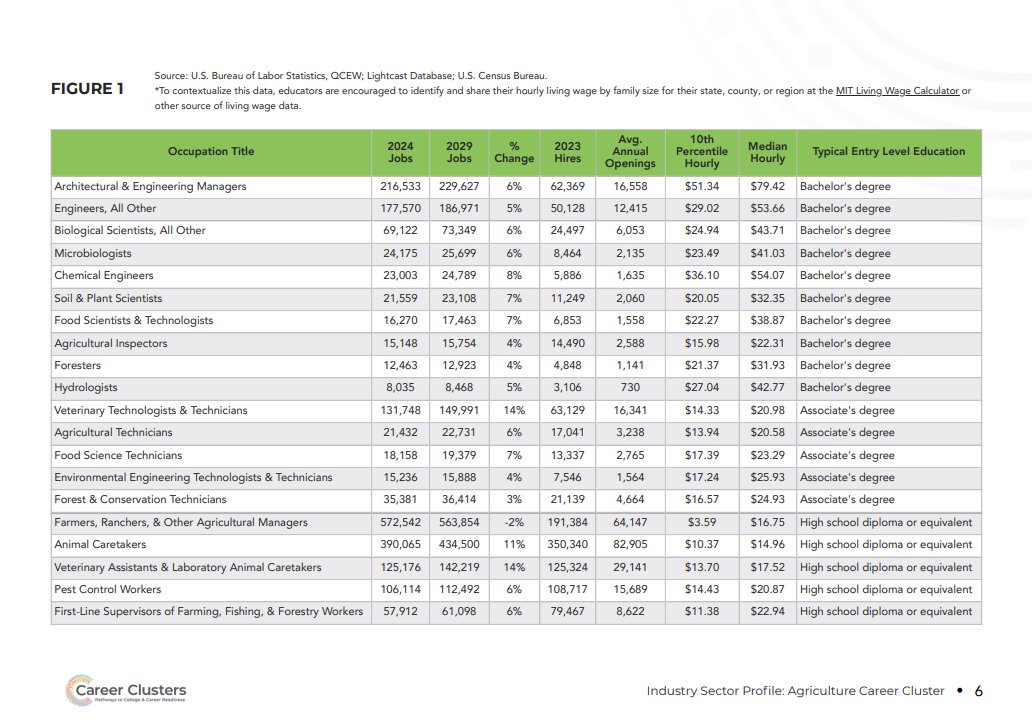 FIGURE 1
Source: U.S. Bureau of Labor Statistics, QCEW; Lightcast Database; U.S. Census Bureau.
*To contextualize this data, educators are encouraged to identify and share their hourly living wage by family size for their state, county, or region at the MIT Living Wage Calculator or
other source of living wage data.
Occupation Title 2024 Jobs 2029 Jobs % Change 2023 Hires Avg. Annual Openings 10th Percentile Hourly Median Hourly Typical Entry Level Education
Architectural & Engineering Managers 216,533 229,627 6% 62,369 16,558 $51.34 $79.42 Bachelor's degree
Engineers, All Other 177,570 186,971 5% 50,128 12,415 $29.02 $53.66 Bachelor's degree
Biological Scientists, All Other 69,122 73,349 6% 24,497 6,053 $24.94 $43.71 Bachelor's degree
Microbiologists 24,175 25,699 6% 8,464 2,135 $23.49 $41.03 Bachelor's degree
Chemical Engineers 23,003 24,789 8% 5,886 1,635 $36.10 $54.07 Bachelor's degree
Soil & Plant Scientists 21,559 23,108 7% 11,249 2,060 $20.05 $32.35 Bachelor's degree
Food Scientists & Technologists 16,270 17,463 7% 6,853 1,558 $22.27 $38.87 Bachelor's degree
Agricultural Inspectors 15,148 15,754 4% 14,490 2,588 $15.98 $22.31 Bachelor's degree
Foresters 12,463 12,923 4% 4,848 1,141 $21.37 $31.93 Bachelor's degree
Hydrologists 8,035 8,468 5% 3,106 730 $27.04 $42.77 Bachelor's degree
Veterinary Technologists & Technicians 131,748 149,991 14% 63,129 16,341 $14.33 $20.98 Associate's degree
Agricultural Technicians 21,432 22,731 6% 17,041 3,238 $13.94 $20.58 Associate's degree
Food Science Technicians 18,158 19,379 7% 13,337 2,765 $17.39 $23.29 Associate's degree
Environmental Engineering Technologists & Technicians 15,236 15,888 4% 7,546 1,564 $17.24 $25.93 Associate's degree
Forest & Conservation Technicians 35,381 36,414 3% 21,139 4,664 $16.57 $24.93 Associate's degree
Farmers, Ranchers, & Other Agricultural Managers 572,542 563,854 -2% 191,384 64,147 $3.59 $16.75 High school diploma or equivalent
Animal Caretakers 390,065 434,500 11% 350,340 82,905 $10.37 $14.96 High school diploma or equivalent
Veterinary Assistants & Laboratory Animal Caretakers 125,176 142,219 14% 125,324 29,141 $13.70 $17.52 High school diploma or equivalent
Pest Control Workers 106,114 112,492 6% 108,717 15,689 $14.43 $20.87 High school diploma or equivalent
First-Line Supervisors of Farming, Fishing, & Forestry Workers 57,912 61,098 6% 79,467 8,622 $11.38 $22.94 High school diploma or equivalent
Career Clusters
Pathways to College & Career Readiness
Industry Sector Profile: Agriculture Career Cluster • 6